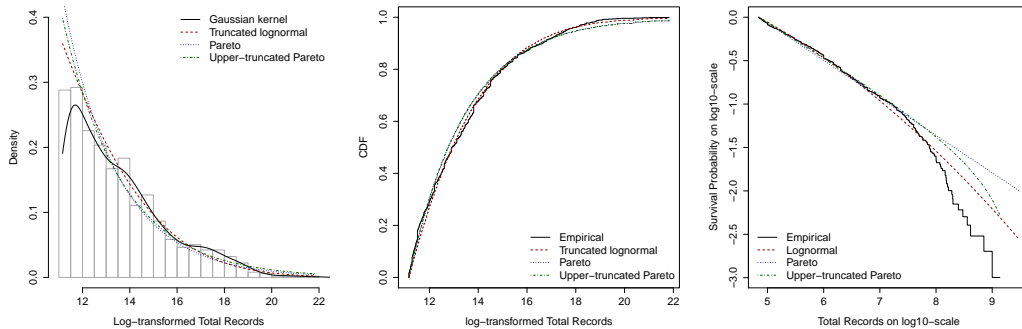 Gaussian kernel
Truncated lognormal
Pareto
Upper−truncated Pareto
Density
0.0
0.1
0.2
0.3
0.4
12
14
16
18
20
22
Log−transformed Total Records
CDF
0.0
0.2
0.4
0.6
0.8
1.0
Empirical
Truncated lognormal
Pareto
Upper−truncated Pareto
12
14
16
18
20
22
log−transformed Total Records
Survival Probability on log10−scale
−3.0
−2.5
−2.0
−1.5
−1.0
−0.5
0.0
Empirical
Lognormal
Pareto
Upper−truncated Pareto
5
6
7
8
9
Total Records on log10−scale